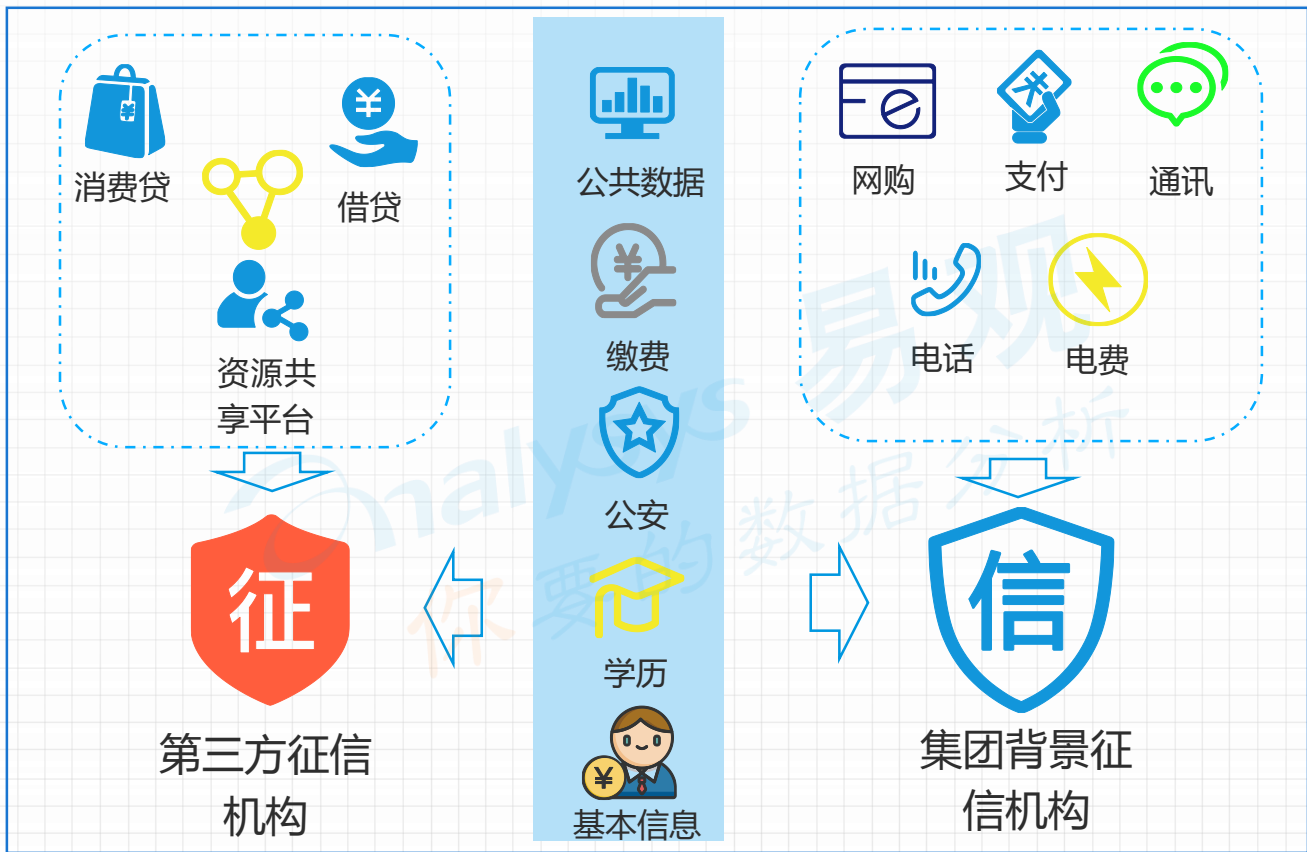 消费贷
借贷
资源共
享平台
征
第三方征信
机构
公共数据
缴费
公安
学历
基本信息
网购
支付
通讯
电话
电费
信
集团背景征
信机构
analysys 易观
你要的数据分析